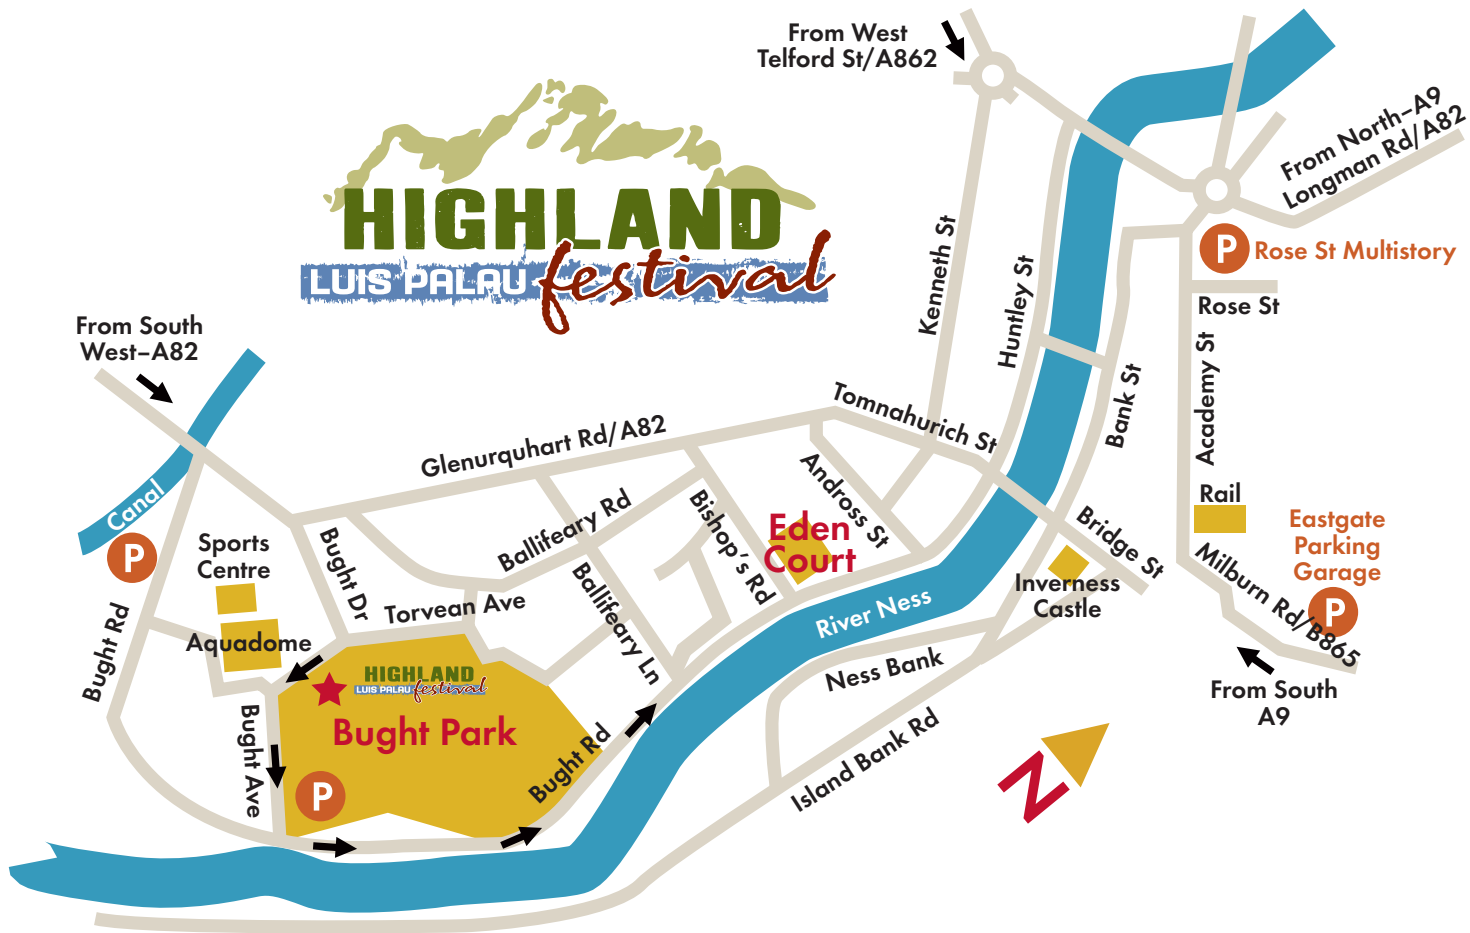 From West
Telford St/A862
From North–A9
Longman Rd/A82
HIGHLAND
LUIS PALAU festival
Kenneth St
Huntley St
P Rose St Multistory
Rose St
From South
West–A82
Academy St
Bank St
Tomnahurich St
Glenurquhart Rd/A82
Andross St
Canal
P
Sports
Centre
Bught Dr
Ballifeary Rd
Bishop's Rd
Eden
Court
Rail
Eastgate
Parking
Garage
P
Bridge St
Milburn Rd/B865
Inverness
Castle
River Ness
Torvean Ave
Ballifeary Ln
Aquadome
Bught Rd
HIGHLAND
LUIS PALAU festival
Bught Park
Ness Bank
From South
A9
Bught Ave
P
Bught Rd
Island Bank Rd
N